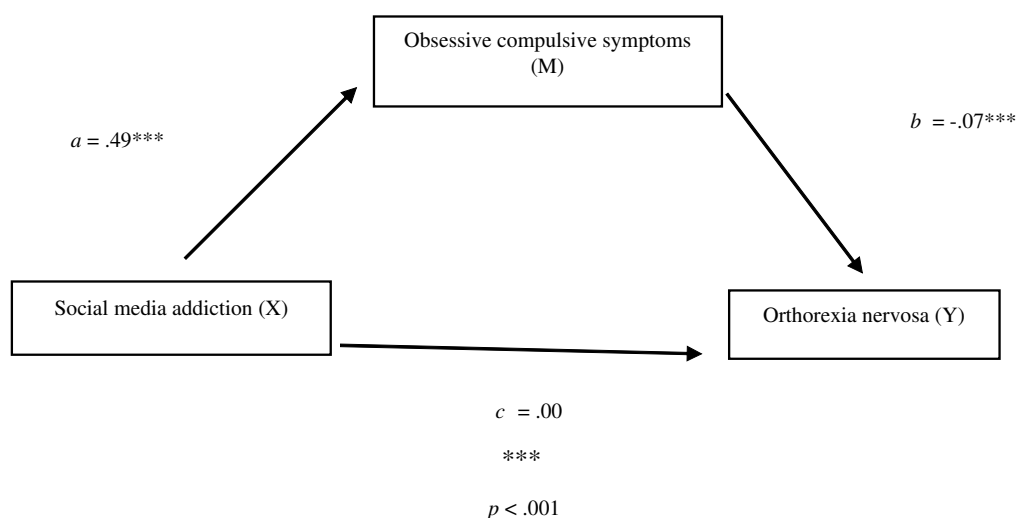 Obsessive compulsive symptoms
(M)
a = .49***
b = -.07***
Social media addiction (X)
Orthorexia nervosa (Y)
c = .00
***
p < .001